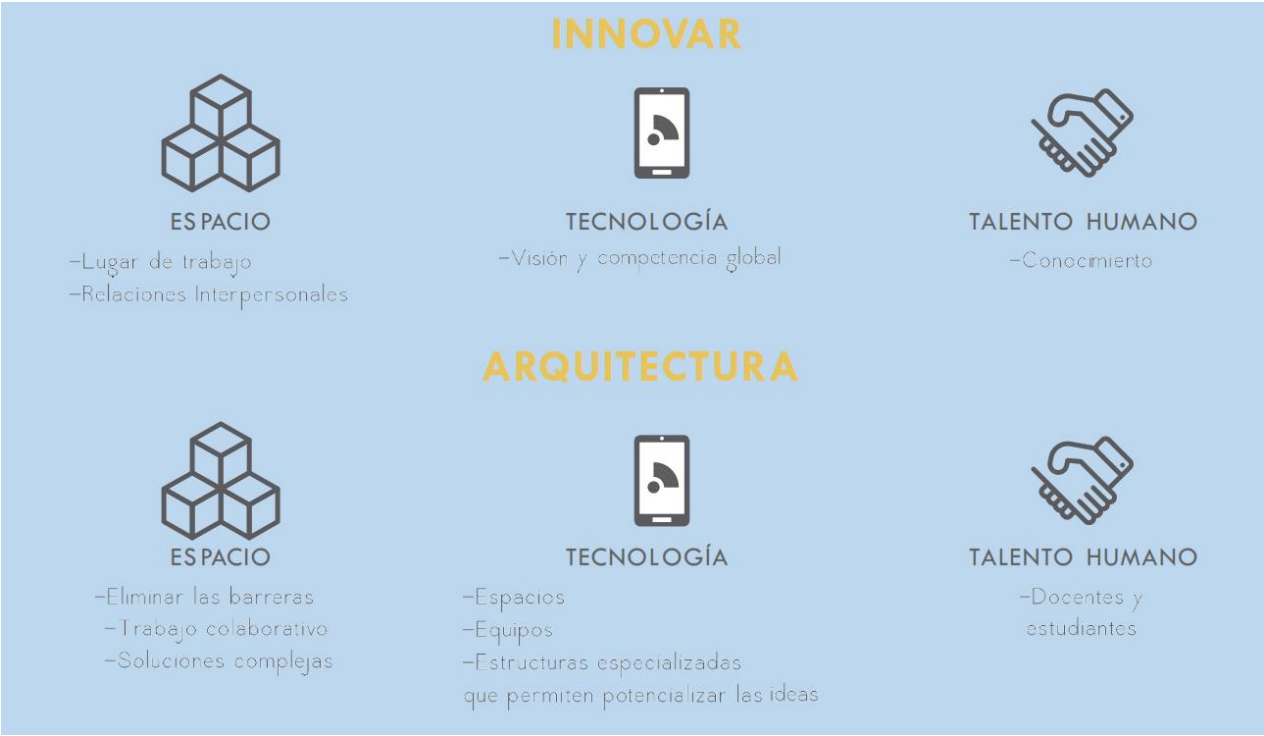 INNOVAR
ESPACIO
-Lugar de trabajo
-Relaciones Interpersonales
TECNOLOGÍA
-Visión y competencia global
TALENTO HUMANO
-Conocimiento
ARQUITECTURA
ESPACIO
-Eliminar las barreras
-Trabajo colaborativo
-Soluciones complejas
TECNOLOGÍA
-Espacios
-Equipos
-Estructuras especializadas
que permiten potencializar las ideas
TALENTO HUMANO
-Docentes y
estudiantes